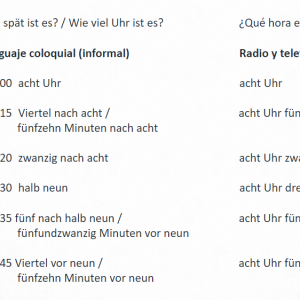 spät ist es? / Wie viel Uhr ist es? ¿Qué hora e
guaje coloquial (informal) Radio y tele
00 acht Uhr acht Uhr
15 Viertel nach acht / acht Uhr fün
fünfzehn Minuten nach acht
20 zwanzig nach acht acht Uhr zwa
30 halb neun acht Uhr dre
35 fünf nach halb neun / acht Uhr fün
fünfundzwanzig Minuten vor neun
45 Viertel vor neun / acht Uhr fün
fünfzehn Minuten vor neun